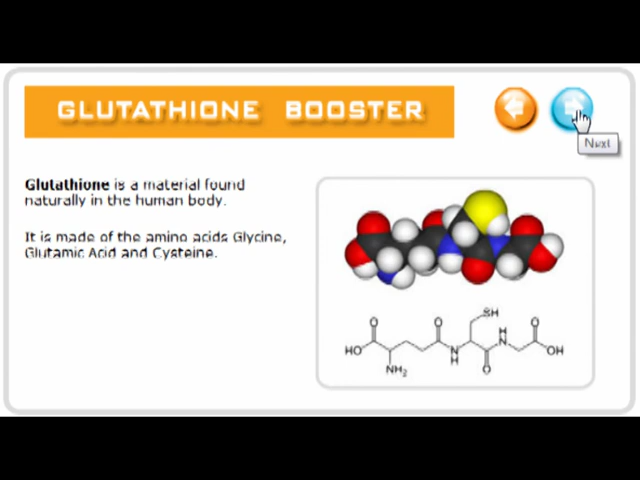 GLUTATHIONE BOOSTER
Next
Glutathione is a material found
naturally in the human body.
It is made of the amino acids Glycine,
Glutamic Acid and Cysteine.
SH
O
O
H
N
O
HO
N
H
OH
NH₂
O